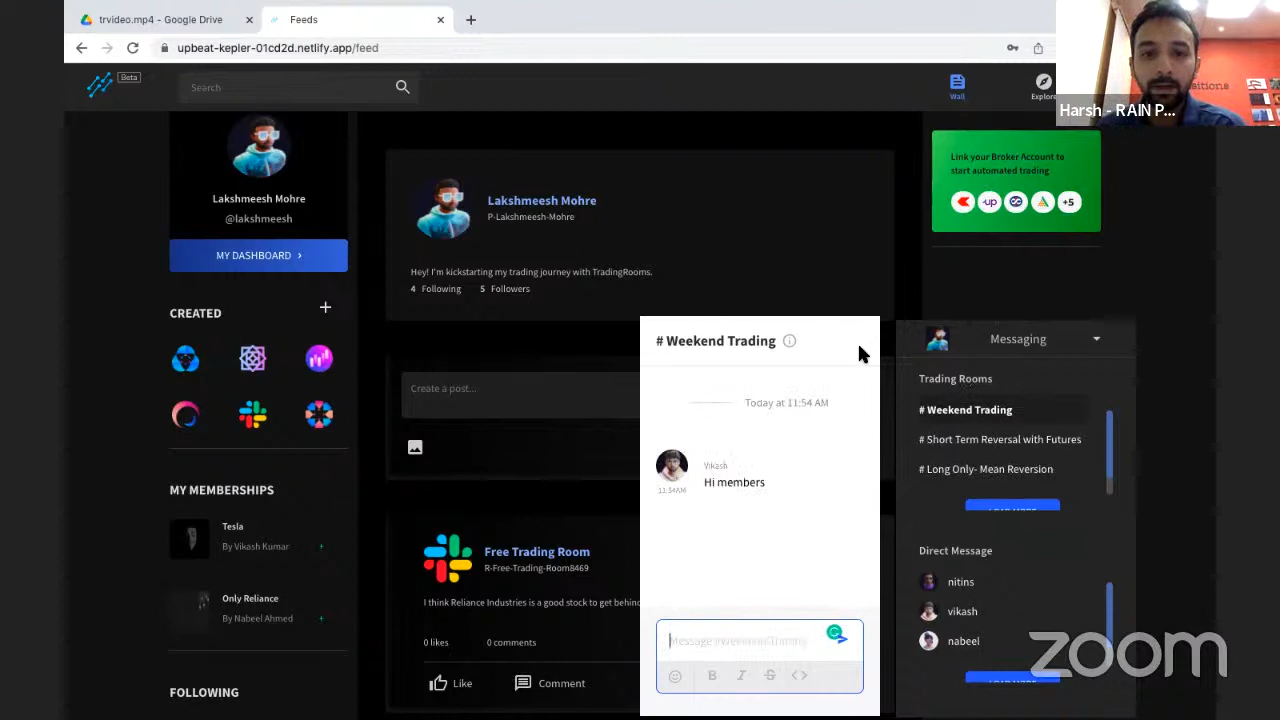 trvideo.mp4 - Google Drive
Feeds
upbeat-kepler-01cd2d.netlify.app/feed
Beta
Search
Wall
Explore
Harsh - RAIN P...
Lakshmeesh Mohre
@lakshmeesh
MY DASHBOARD ›
CREATED
MY MEMBERSHIPS
Tesla
By Vikash Kumar
Only Reliance
By Nabeel Ahmed
FOLLOWING
Lakshmeesh Mohre
P-Lakshmeesh-Mohre
Hey! I'm kickstarting my trading journey with TradingRooms.
4 Following 5 Followers
Create a post...
Free Trading Room
R-Free-Trading-Room8469
I think Reliance Industries is a good stock to get behind
0 likes 0 comments
Like Comment
# Weekend Trading
Today at 11:54 AM
Vikash
11:54AM
Hi members
Message #Weekend Trading
Link your Broker Account to
start automated trading
up
+5
Messaging
Trading Rooms
# Weekend Trading
# Short Term Reversal with Futures
# Long Only- Mean Reversion
Direct Message
nitins
vikash
nabeel
zoom